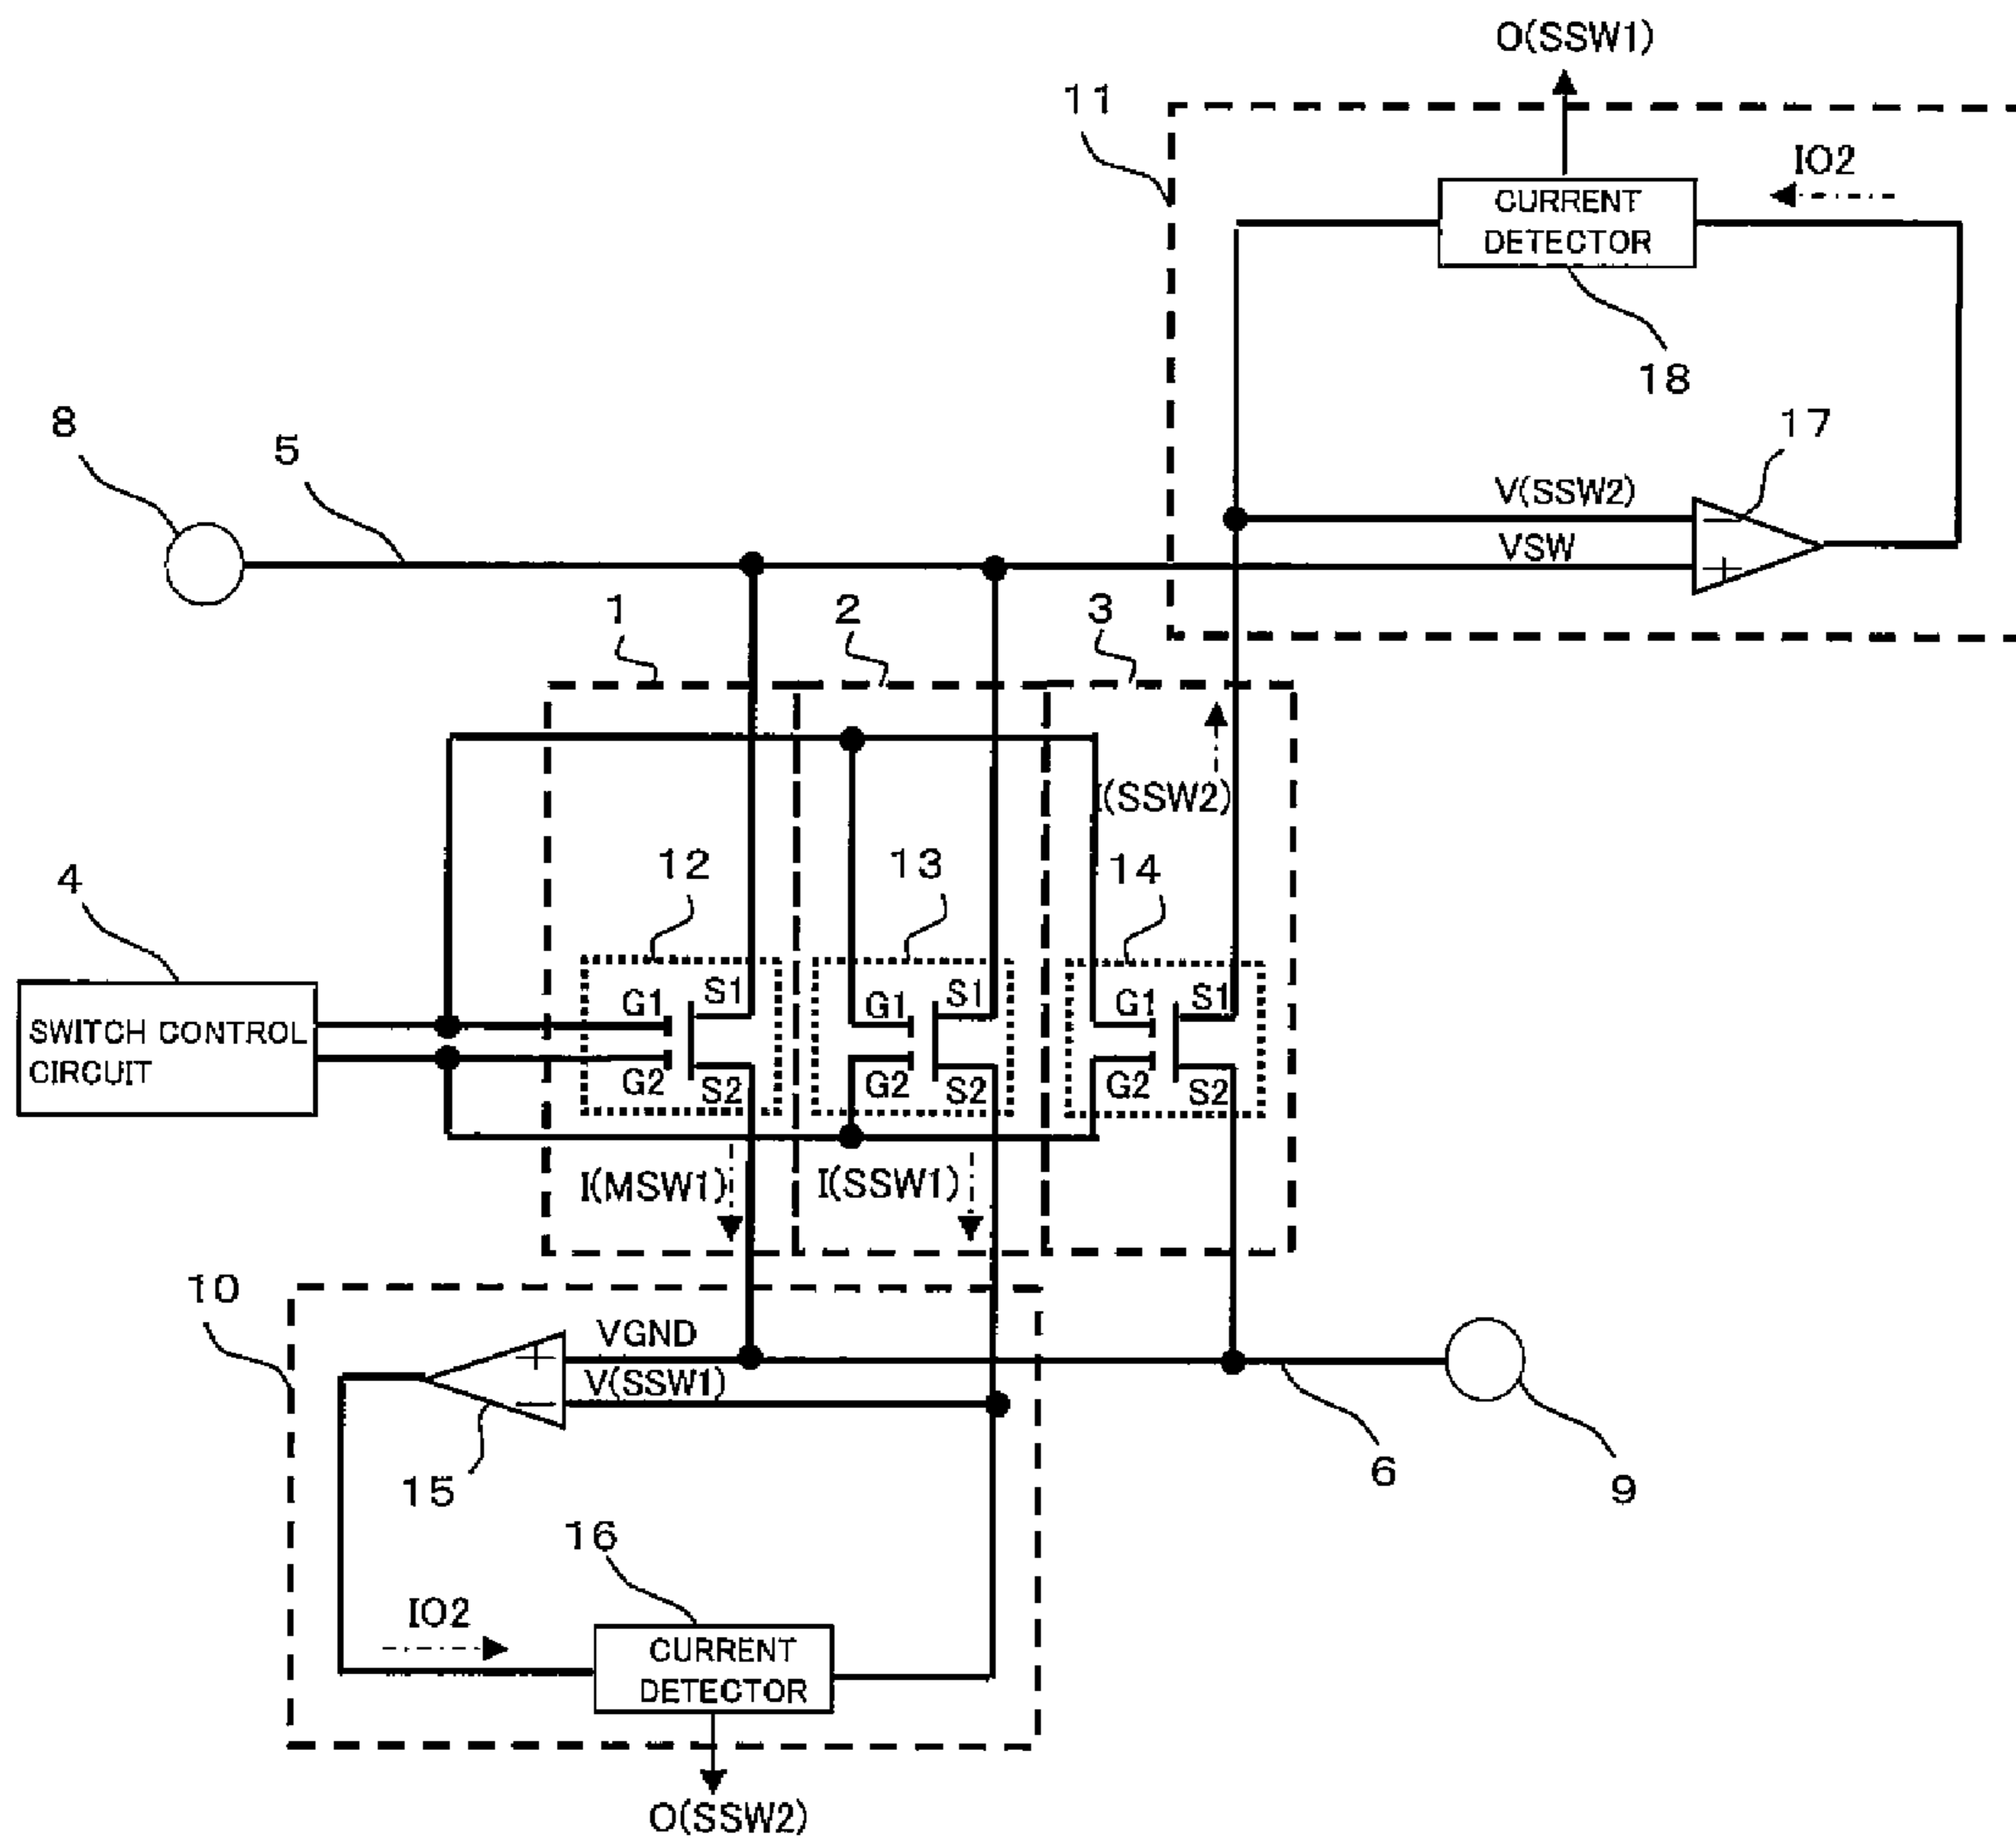 O(SSW1)
11
IO2
CURRENT
DETECTOR
18
8
5
17
V(SSW2)
VSW
1
2
3
I(SSW2)
4
12
13
14
G1
S1
G1
S1
G1
S1
SWITCH CONTROL
CIRCUIT
G2
S2
G2
S2
G2
S2
I(MSW1)
I(SSW1)
10
VGND
V(SSW1)
15
6
9
16
IO2
CURRENT
DETECTOR
O(SSW2)